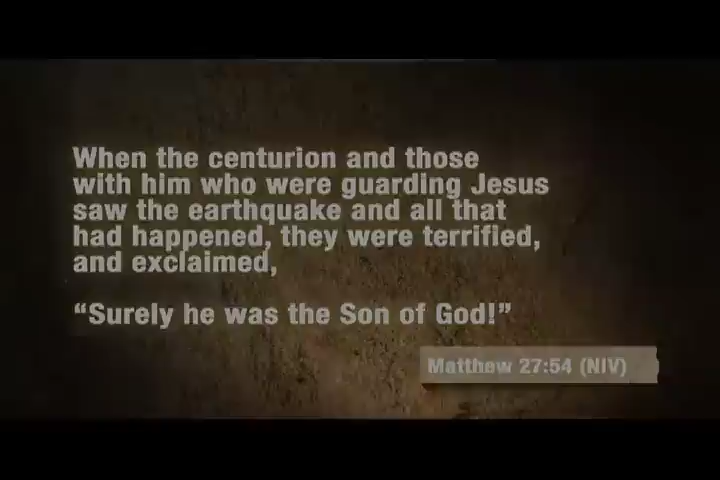 When the centurion and those
with him who were guarding Jesus
saw the earthquake and all that
had happened, they were terrified,
and exclaimed,
“Surely he was the Son of God!”
Matthew 27:54 (NIV)